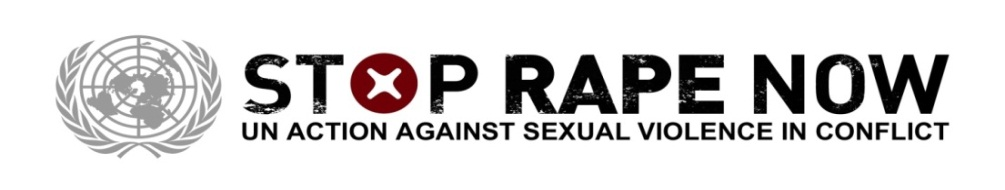 STOP RAPE NOW
UN ACTION AGAINST SEXUAL VIOLENCE IN CONFLICT